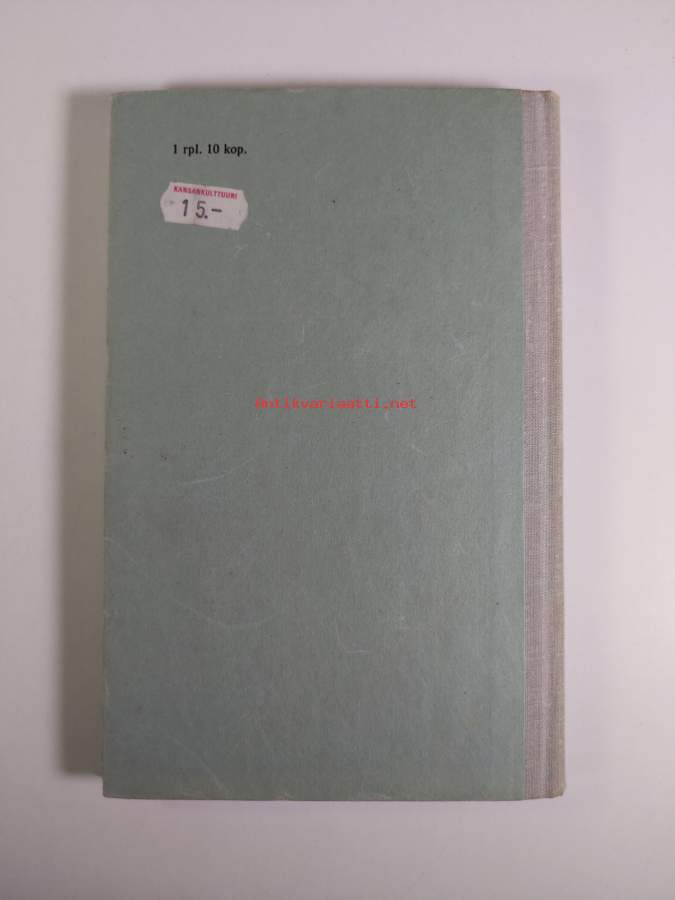 1 rpl. 10 kop.
KANSANKULTTUURI
15.-
antikvariaatti.net